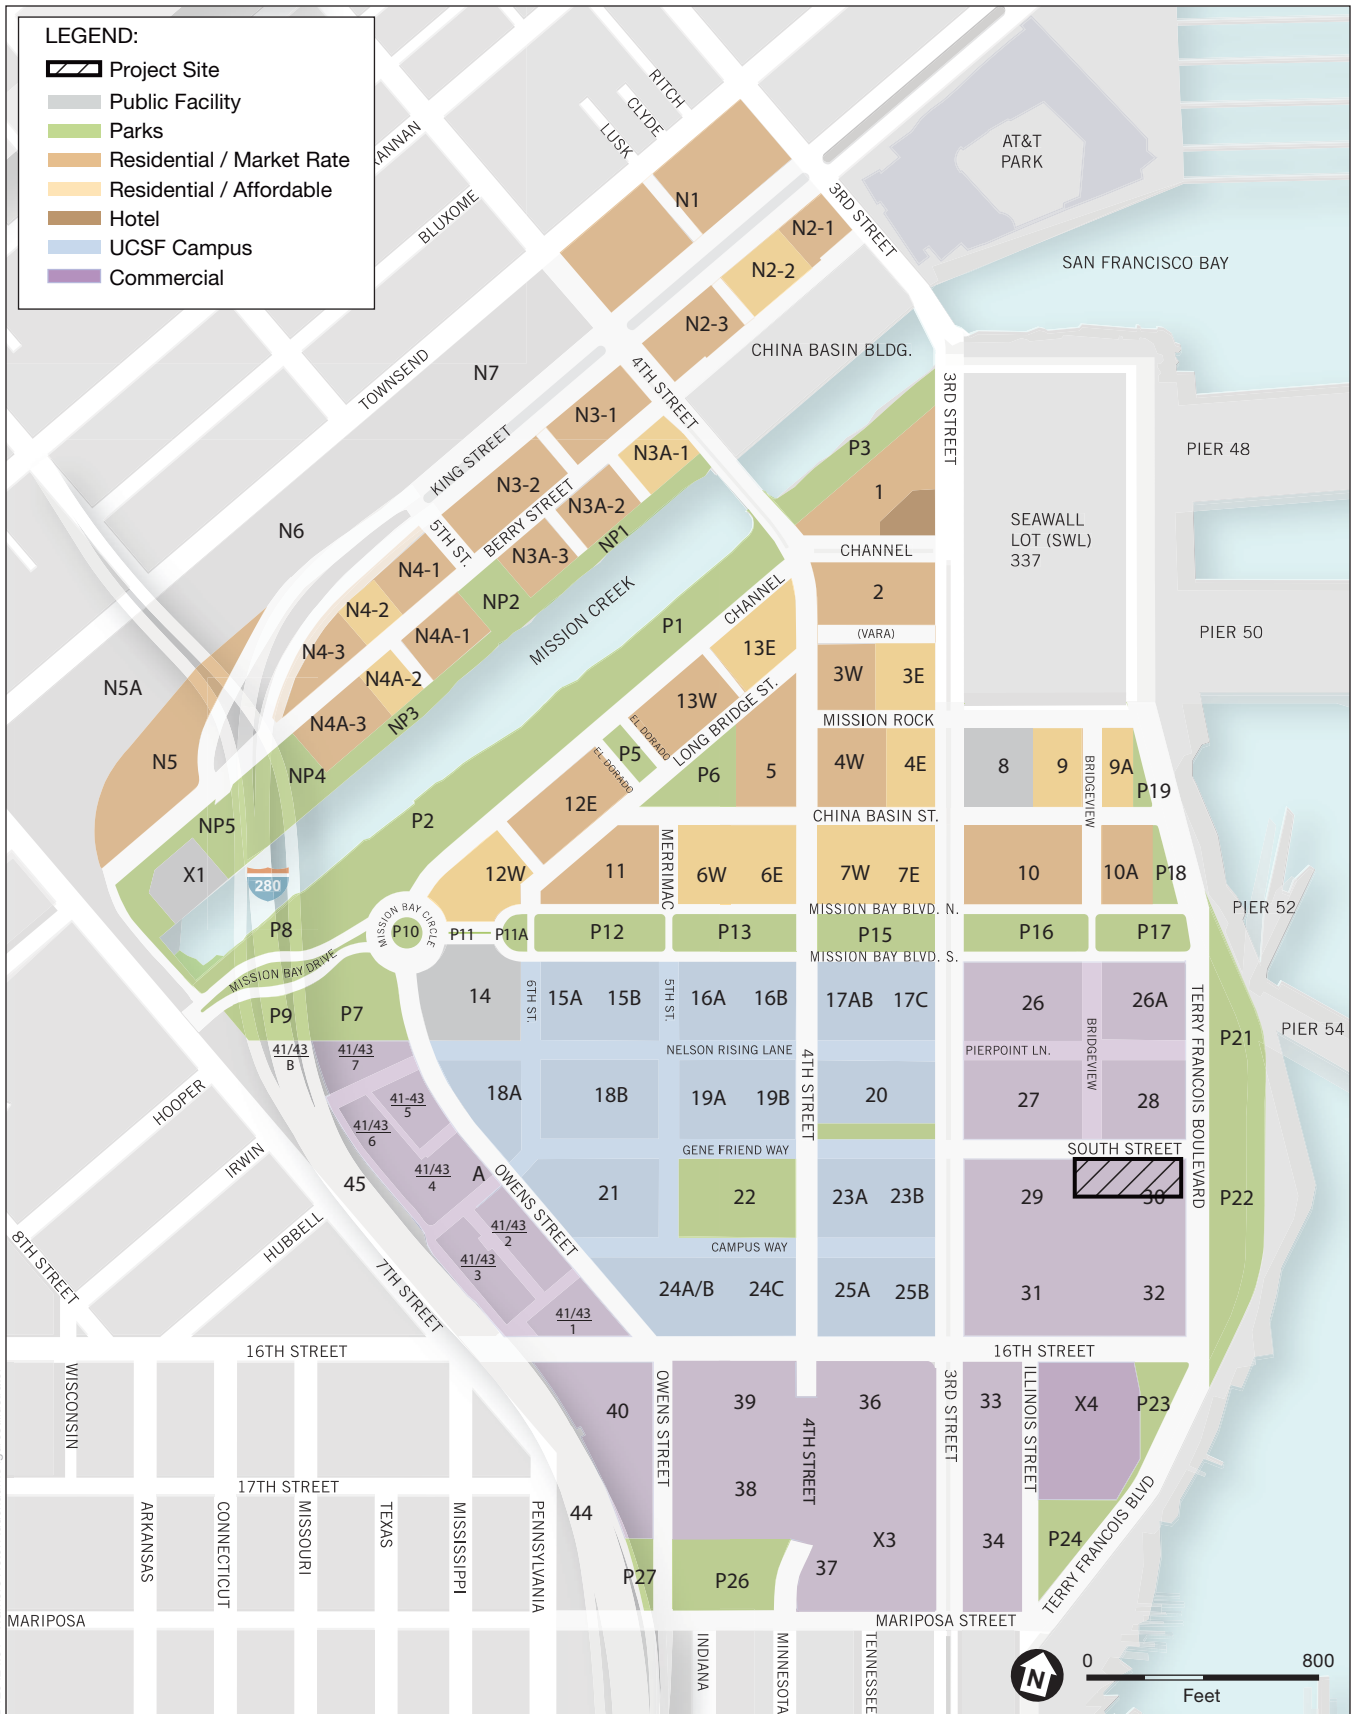 LEGEND:
Project Site
Public Facility
Parks
Residential / Market Rate
Residential / Affordable
Hotel
UCSF Campus
Commercial
RITCH
CLYDE
LUSK
ANNAN
BLUXOME
TOWNSEND
AT&T
PARK
3RD STREET
SAN FRANCISCO BAY
N1
N2-1
N2-2
N2-3
CHINA BASIN BLDG.
N7
4TH STREET
3RD STREET
N3-1
KING STREET
N3A-1
P3
PIER 48
N3-2
N3A-2
1
N6
5TH ST.
BERRY STREET
NP1
SEAWALL
LOT (SWL)
337
N3A-3
CHANNEL
N4-1
NP2
MISSION CREEK
CHANNEL
2
N4-2
P1
(VARA)
PIER 50
N4A-1
N4-3
13E
N4A-2
3W
3E
N5A
13W
N4A-3
NP3
EL DORADO
LONG BRIDGE ST.
MISSION ROCK
N5
NP4
EL DORADO
P5
P6
5
4W
4E
8
9
BRIDGEVIEW
9A
P19
12E
CHINA BASIN ST.
NP5
P2
X1
280
12W
11
MERRIMAC
6W
6E
7W
7E
10
10A
P18
MISSION BAY BLVD. N.
PIER 52
P8
MISSION BAY CIRCLE
P10
P11
P11A
P12
P13
P15
P16
P17
MISSION BAY BLVD. S.
MISSION BAY DRIVE
14
6TH ST.
15A
15B
5TH ST.
16A
16B
17AB
17C
26
26A
TERRY FRANCOIS BOULEVARD
PIER 54
P9
P7
P21
41/43
B
41/43
7
NELSON RISING LANE
4TH STREET
PIERPOINT LN.
BRIDGEVIEW
HOOPER
41-43
5
18A
18B
19A
19B
20
27
28
41/43
6
IRWIN
GENE FRIEND WAY
SOUTH STREET
45
41/43
4
A
OWENS STREET
21
22
23A
23B
29
30
P22
HUBBELL
41/43
2
8TH STREET
7TH STREET
41/43
3
CAMPUS WAY
24A/B
24C
25A
25B
31
32
41/43
1
16TH STREET
16TH STREET
WISCONSIN
40
OWENS STREET
39
36
3RD STREET
33
ILLINOIS STREET
X4
P23
4TH STREET
17TH STREET
38
ARKANSAS
CONNECTICUT
MISSOURI
TEXAS
MISSISSIPPI
PENNSYLVANIA
44
X3
34
P24
TERRY FRANCOIS BLVD
P27
P26
37
MARIPOSA
MARIPOSA STREET
INDIANA
MINNESOTA
TENNESSEE
N
0
800
Feet